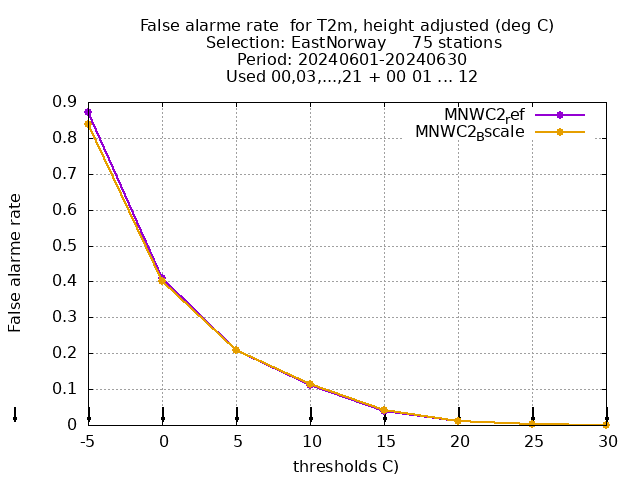 False alarme rate  for T2m, height adjusted (deg C)
Selection: EastNorway     75 stations
Period: 20240601-20240630
Used 00,03,...,21 + 00 01 ... 12
MNWC2ref
MNWC2Bscale
0.9
0.8
0.7
0.6
0.5
0.4
0.3
0.2
0.1
0
False alarme rate
-5 0 5 10 15 20 25 30
thresholds C)